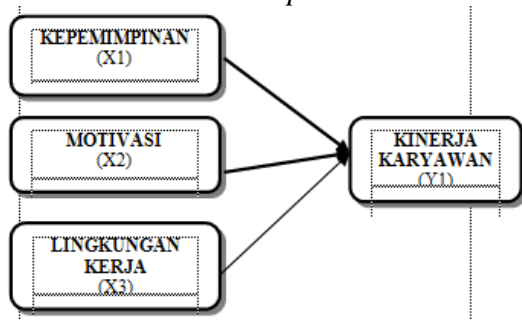 KEPEMIMPINAN
(X1)
MOTIVASI
(X2)
LINGKUNGAN
KERJA
(X3)
KINERJA
KARYAWAN
(Y1)